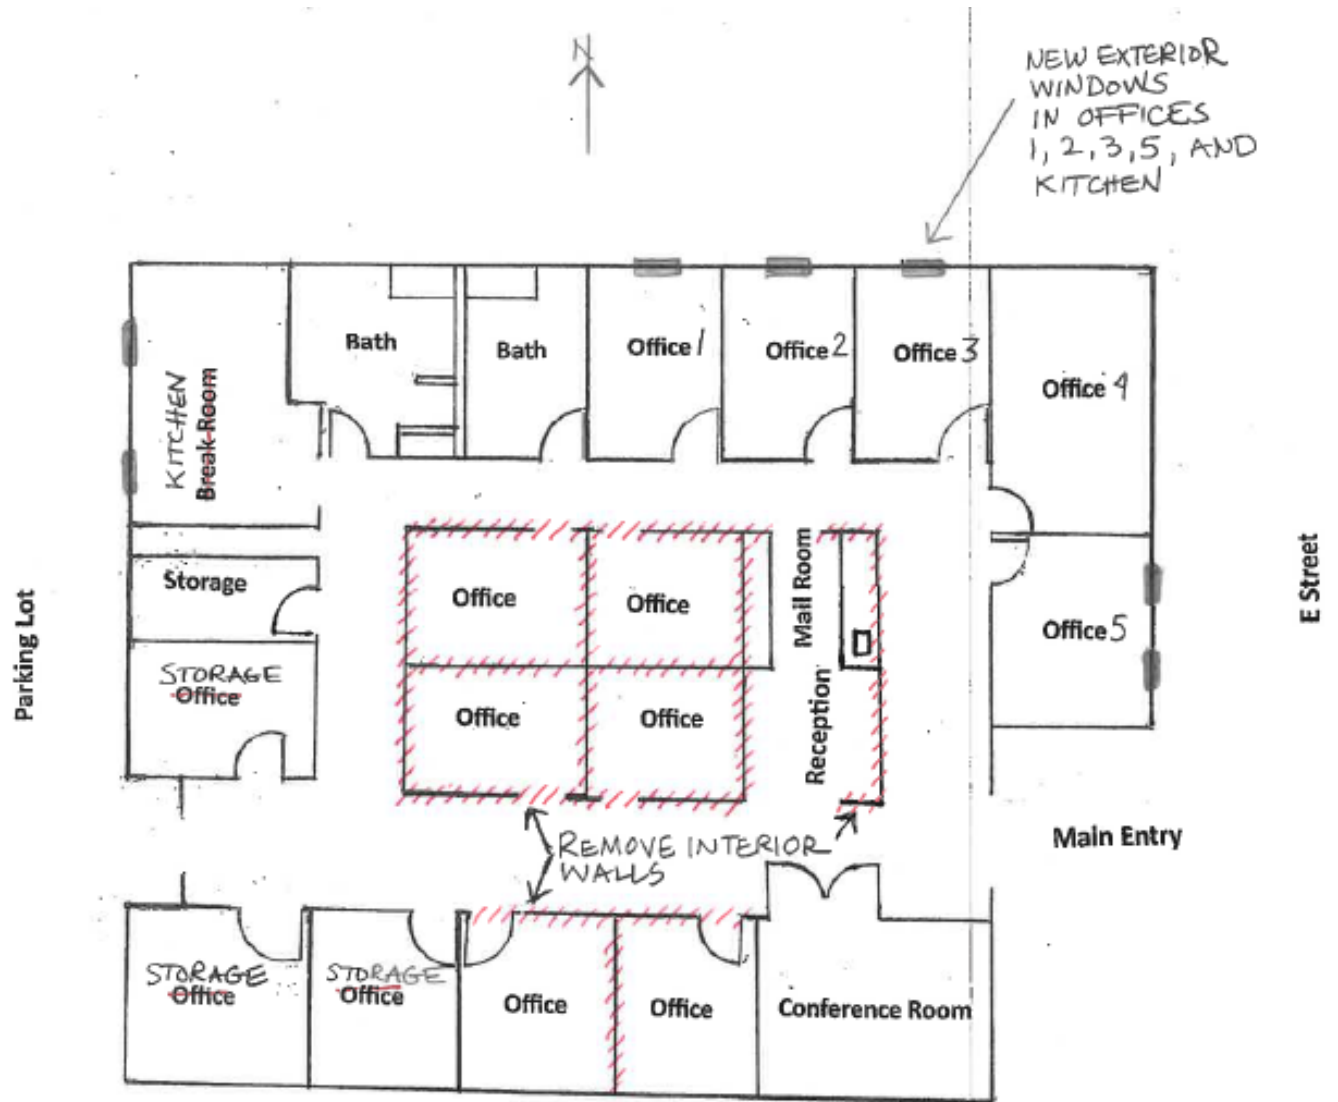 N
NEW EXTERIOR
WINDOWS
IN OFFICES
1, 2, 3, 5, AND
KITCHEN
Bath
Bath
Office 1
Office 2
Office 3
Office 4
KITCHEN
Break Room
Storage
STORAGE
Office
Office
Office
Mail Room
Office 5
Parking Lot
E Street
Office
Office
Reception
REMOVE INTERIOR
WALLS
Main Entry
STORAGE
Office
STORAGE
Office
Office
Office
Conference Room